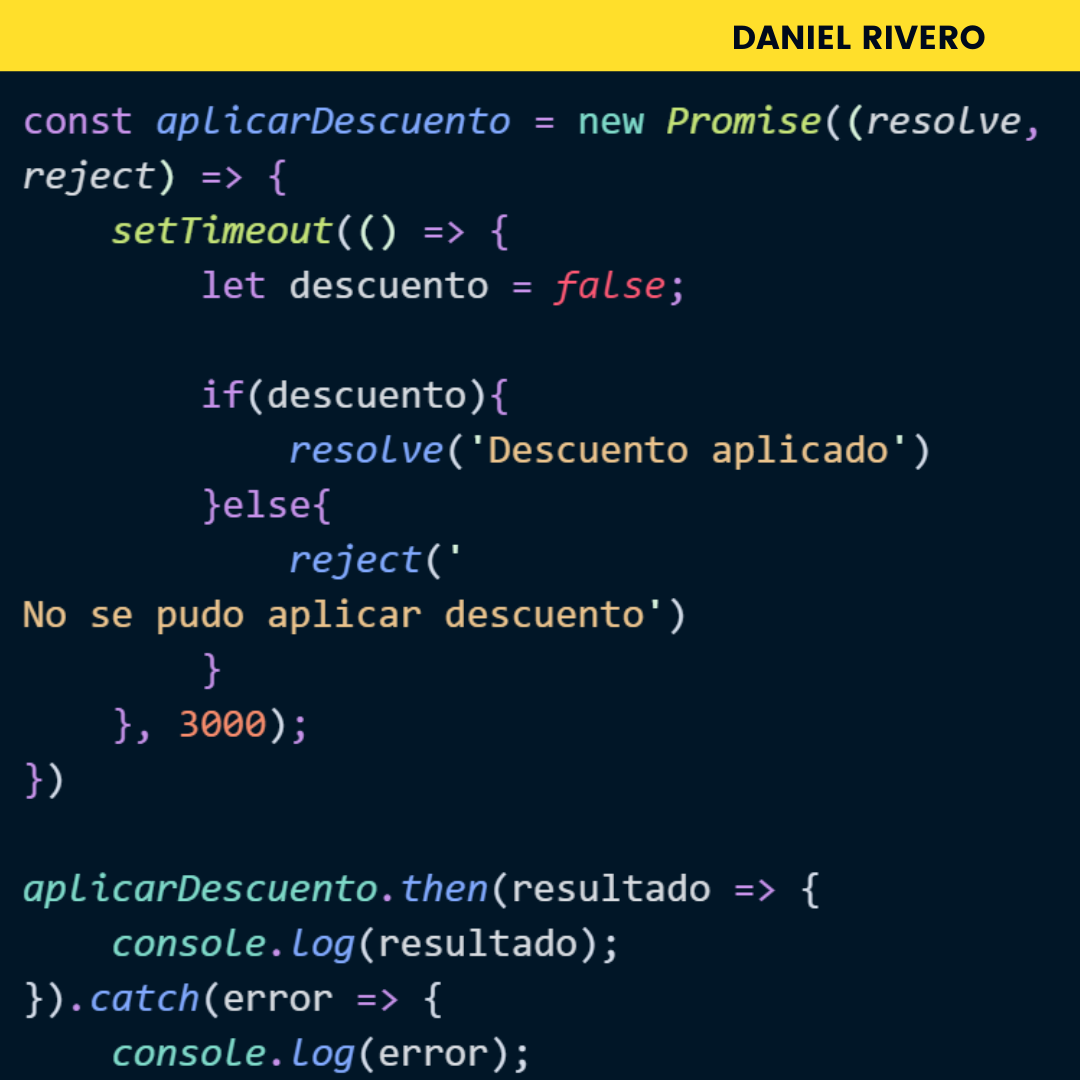 DANIEL RIVERO
const aplicarDescuento = new Promise((resolve,
reject) => {
    setTimeout(() => {
        let descuento = false;

        if(descuento){
            resolve('Descuento aplicado')
        }else{
            reject('
No se pudo aplicar descuento')
        }
    }, 3000);
})

aplicarDescuento.then(resultado => {
    console.log(resultado);
}).catch(error => {
    console.log(error);